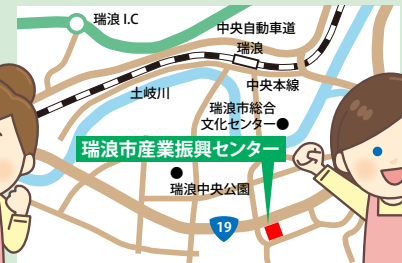 瑞浪 I.C
中央自動車道
瑞浪
中央本線
土岐川
瑞浪市総合
文化センター
瑞浪市産業振興センター
瑞浪中央公園
19